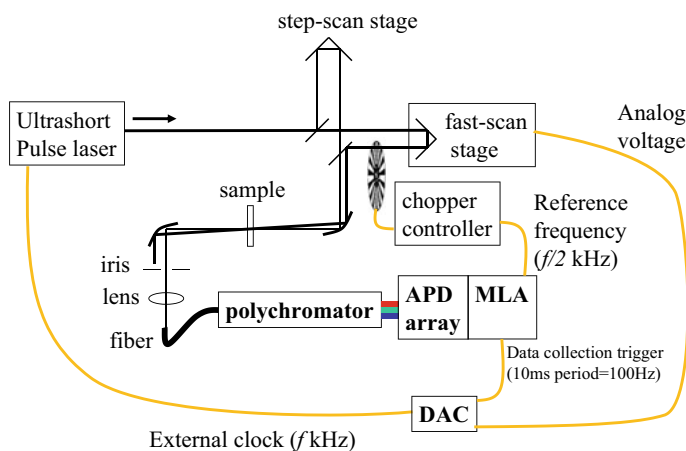 step-scan stage
Ultrashort
Pulse laser
fast-scan
stage
Analog
voltage
sample
chopper
controller
Reference
frequency
(f/2 kHz)
iris
lens
fiber
polychromator
APD
array
MLA
Data collection trigger
(10ms period=100Hz)
DAC
External clock (f kHz)